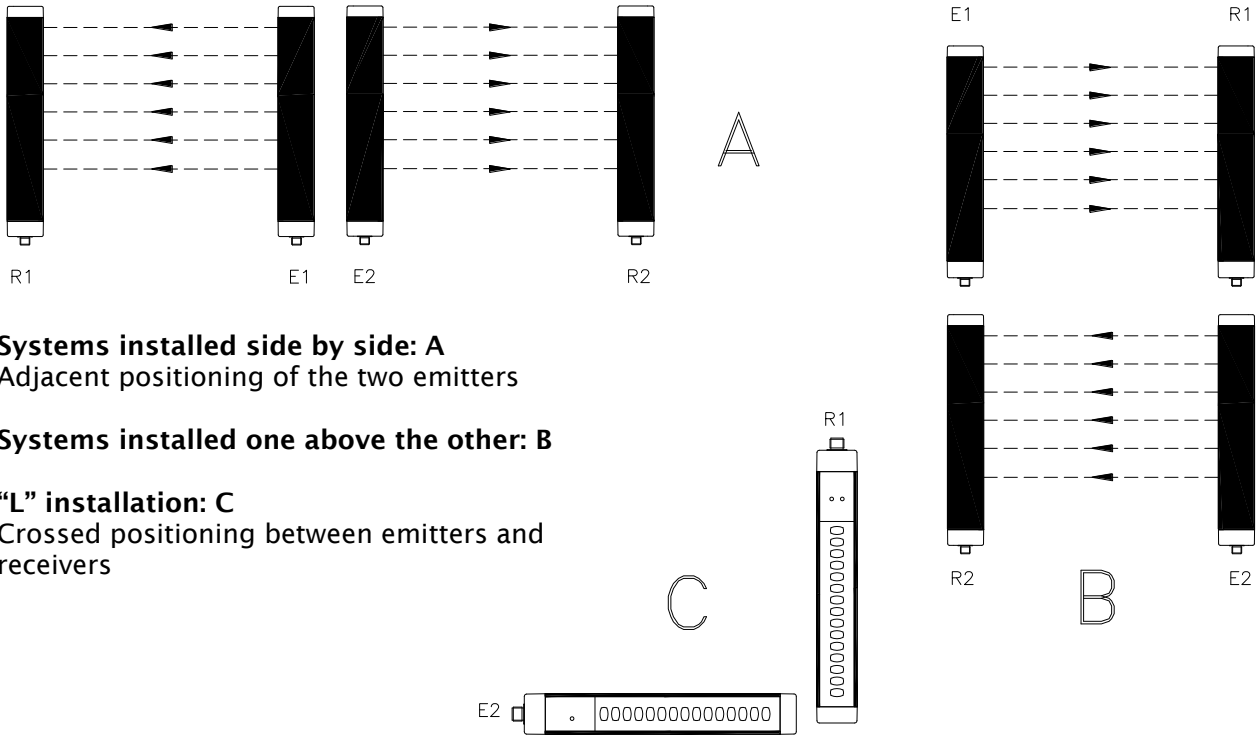 E1 R1
A
R1 E1 E2 R2
Systems installed side by side: A
Adjacent positioning of the two emitters
Systems installed one above the other: B
“L” installation: C
Crossed positioning between emitters and
receivers
R1
R2 E2
C
B
E2